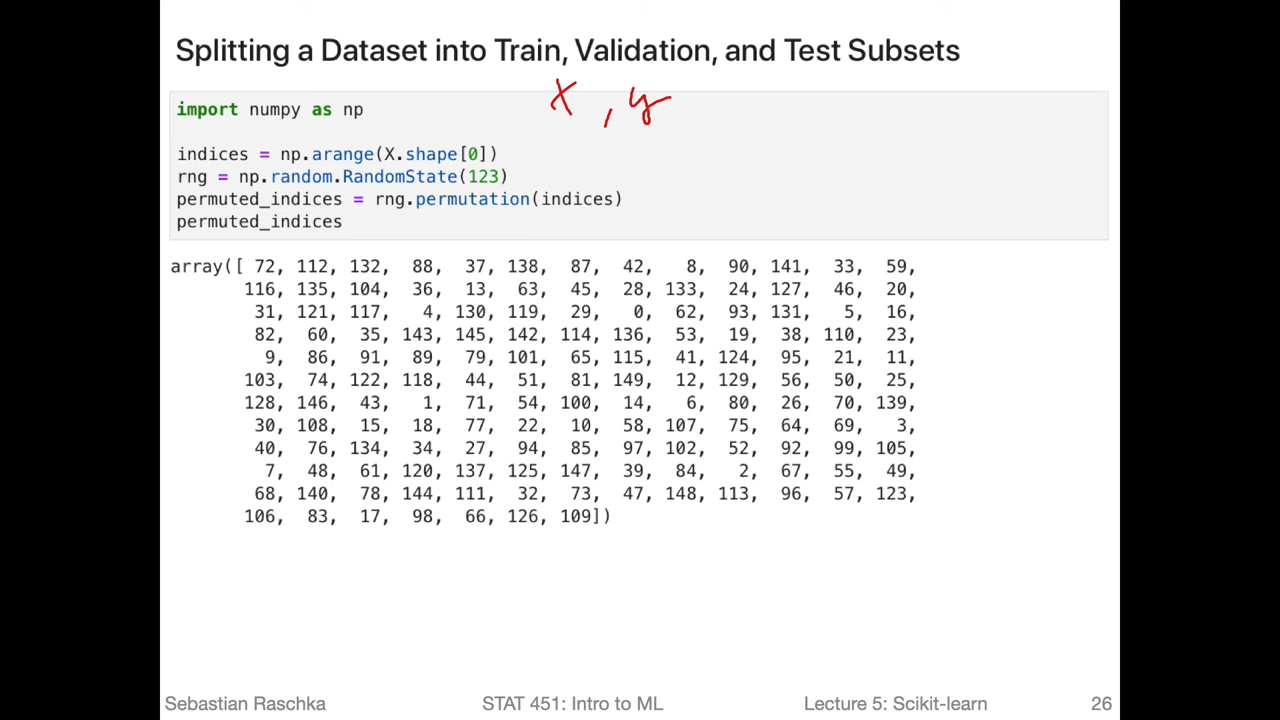 Splitting a Dataset into Train, Validation, and Test Subsets
x , y
import numpy as np
indices = np.arange(X.shape[0])
rng = np.random.RandomState(123)
permuted_indices = rng.permutation(indices)
permuted_indices
array([ 72, 112, 132, 88, 37, 138, 87, 42, 8, 90, 141, 33, 59,
116, 135, 104, 36, 13, 63, 45, 28, 133, 24, 127, 46, 20,
31, 121, 117, 4, 130, 119, 29, 0, 62, 93, 131, 5, 16,
82, 60, 35, 143, 145, 142, 114, 136, 53, 19, 38, 110, 23,
9, 86, 91, 89, 79, 101, 65, 115, 41, 124, 95, 21, 11,
103, 74, 122, 118, 44, 51, 81, 149, 12, 129, 56, 50, 25,
128, 146, 43, 1, 71, 54, 100, 14, 6, 80, 26, 70, 139,
30, 108, 15, 18, 77, 22, 10, 58, 107, 75, 64, 69, 3,
40, 76, 134, 34, 27, 94, 85, 97, 102, 52, 92, 99, 105,
7, 48, 61, 120, 137, 125, 147, 39, 84, 2, 67, 55, 49,
68, 140, 78, 144, 111, 32, 73, 47, 148, 113, 96, 57, 123,
106, 83, 17, 98, 66, 126, 109])
Sebastian Raschka STAT 451: Intro to ML Lecture 5: Scikit-learn 26